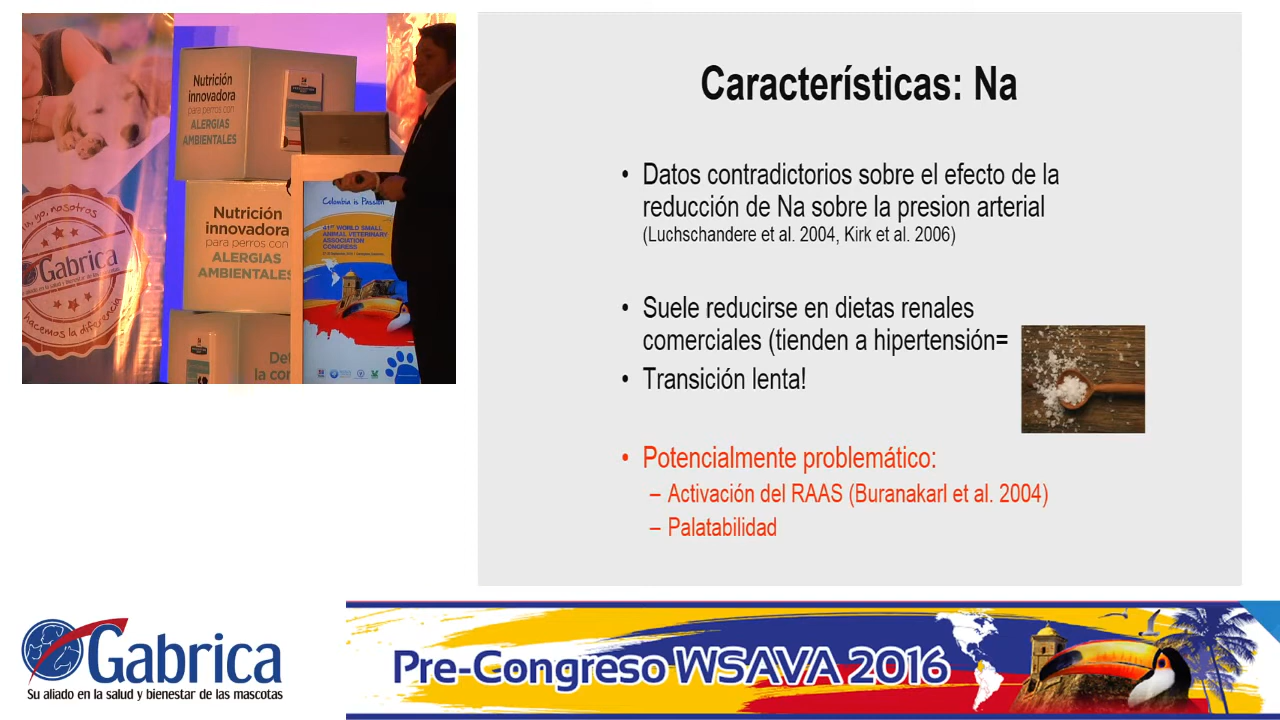 Nutrición
innovadora
para perros con
ALERGIAS
AMBIENTALES
Nutrición
innovadora
para perros con
ALERGIAS
AMBIENTALES
yo, nosotros
Gabrica
hacemos la diferencia
Colombia is Passion
41ST WORLD SMALL
ANIMAL VETERINARY
ASSOCIATION
CONGRESS
Características: Na
• Datos contradictorios sobre el efecto de la
reducción de Na sobre la presion arterial
(Luchschandere et al. 2004, Kirk et al. 2006)
• Suele reducirse en dietas renales
comerciales (tienden a hipertensión=
• Transición lenta!
• Potencialmente problemático:
– Activación del RAAS (Buranakarl et al. 2004)
– Palatabilidad
Gabrica
Su aliado en la salud y bienestar de las mascotas
Pre-Congreso WSAVA 2016